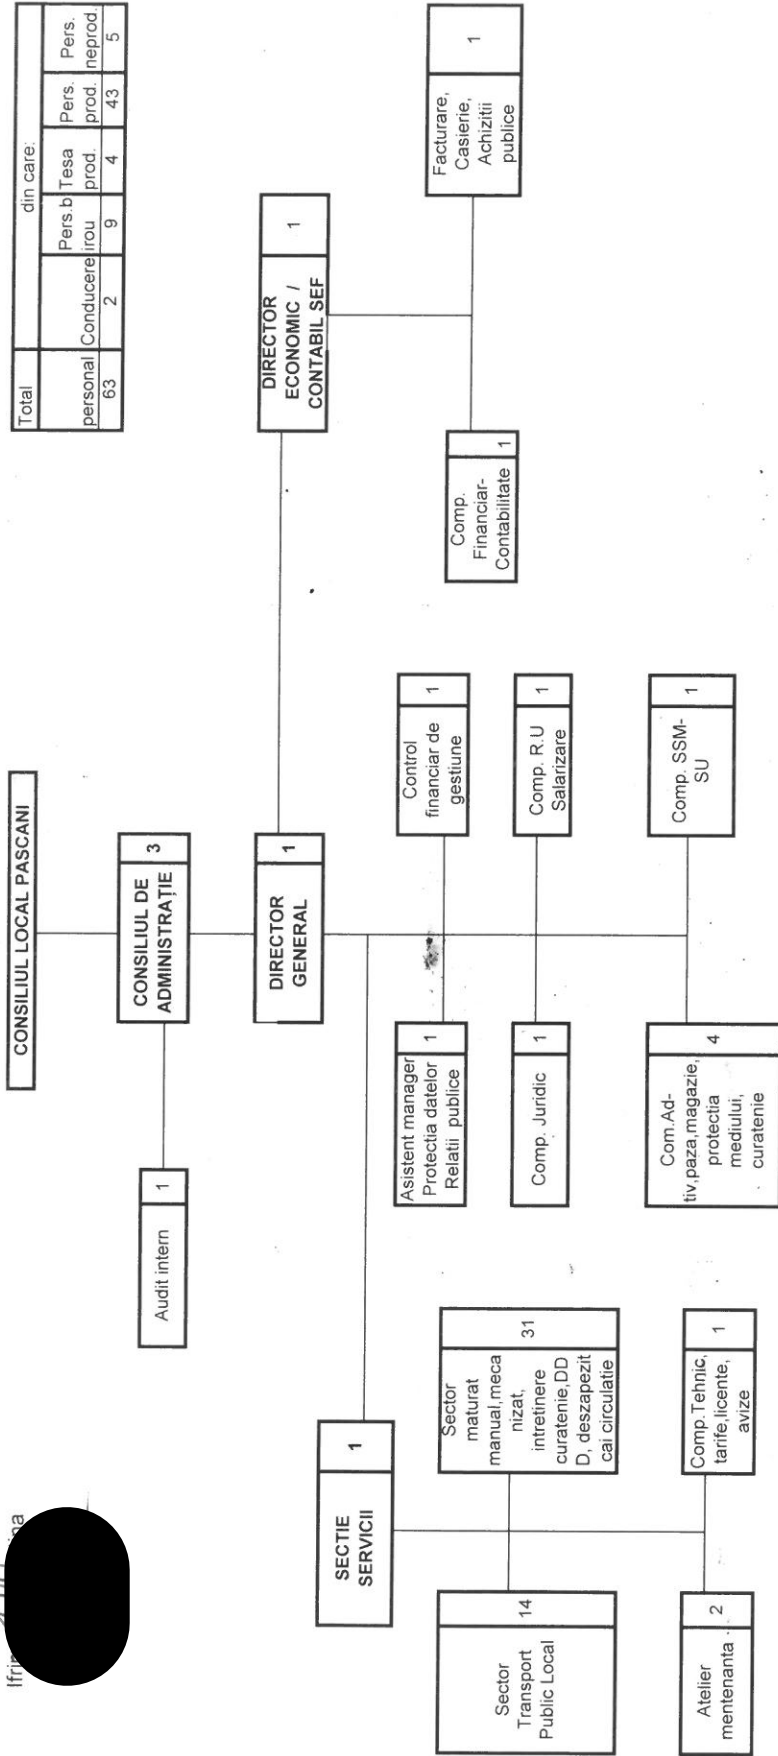 Total
din care:
personal
Conducere
Pers.b
irou
Tesa
prod.
Pers.
prod.
Pers.
neprod.
63
2
9
4
43
5
CONSILIUL LOCAL PASCANI
CONSILIUL DE
ADMINISTRAȚIE
3
Audit intern
1
DIRECTOR
GENERAL
1
DIRECTOR
ECONOMIC /
CONTABIL SEF
1
Comp.
Financiar-
Contabilitate
1
Facturare,
Casierie,
Achizitii
publice
1
Asistent manager
Protectia datelor
Relatii publice
1
Control
financiar de
gestiune
1
Comp. Juridic
1
Comp. R.U
Salarizare
1
Com.Ad-
tiv,paza,magazie,
protectia
mediului,
curatenie
4
Comp. SSM-
SU
1
SECTIE
SERVICII
1
Sector
Transport
Public Local
14
Sector
maturat
manual,meca
nizat,
intretinere
curatenie,DD
D, deszapezit
cai circulatie
31
Atelier
mentenanta
2
Comp.Tehnic,
tarife,licente,
avize
1